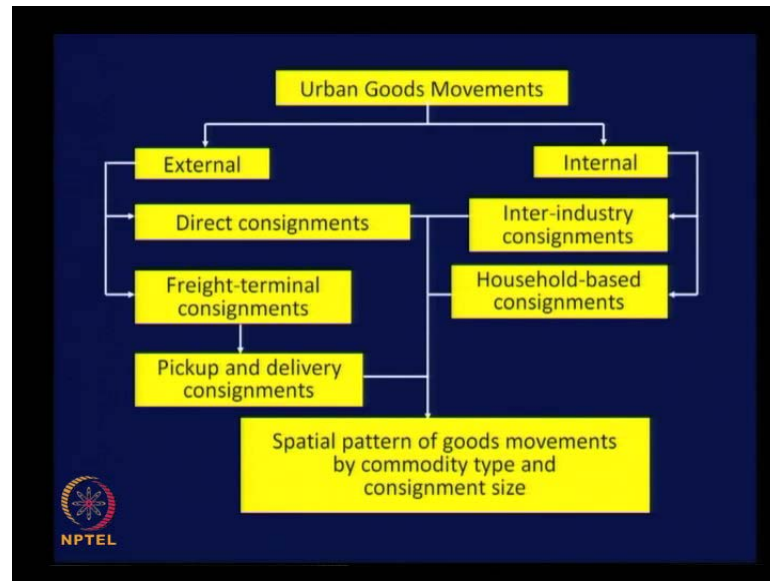 Urban Goods Movements
External
Internal
Direct consignments
Inter-industry
consignments
Freight-terminal
consignments
Household-based
consignments
Pickup and delivery
consignments
Spatial pattern of goods movements
by commodity type and
consignment size
NPTEL